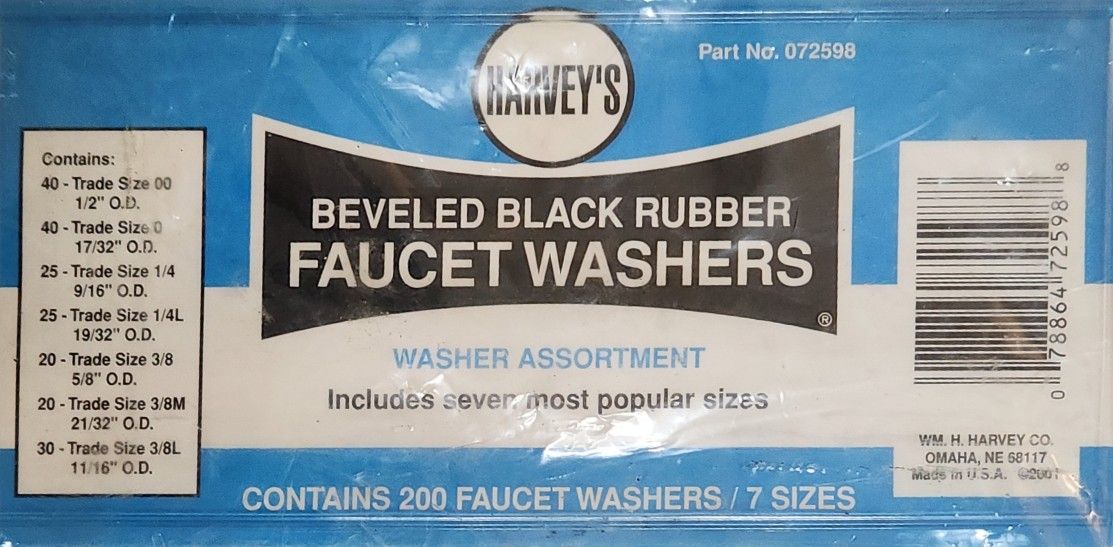 HARVEY'S
Part No. 072598
Contains:
40 - Trade Size 00
1/2" O.D.
40 - Trade Size 0
17/32" O.D.
25 - Trade Size 1/4
9/16" O.D.
25 - Trade Size 1/4L
19/32" O.D.
20 - Trade Size 3/8
5/8" O.D.
20 - Trade Size 3/8M
21/32" O.D.
30 - Trade Size 3/8L
11/16" O.D.
BEVELED BLACK RUBBER
FAUCET WASHERS
®
WASHER ASSORTMENT
Includes seven most popular sizes
CONTAINS 200 FAUCET WASHERS / 7 SIZES
0 78864 72598 8
WM. H. HARVEY CO.
OMAHA, NE 68117
Made in U.S.A. ©2001